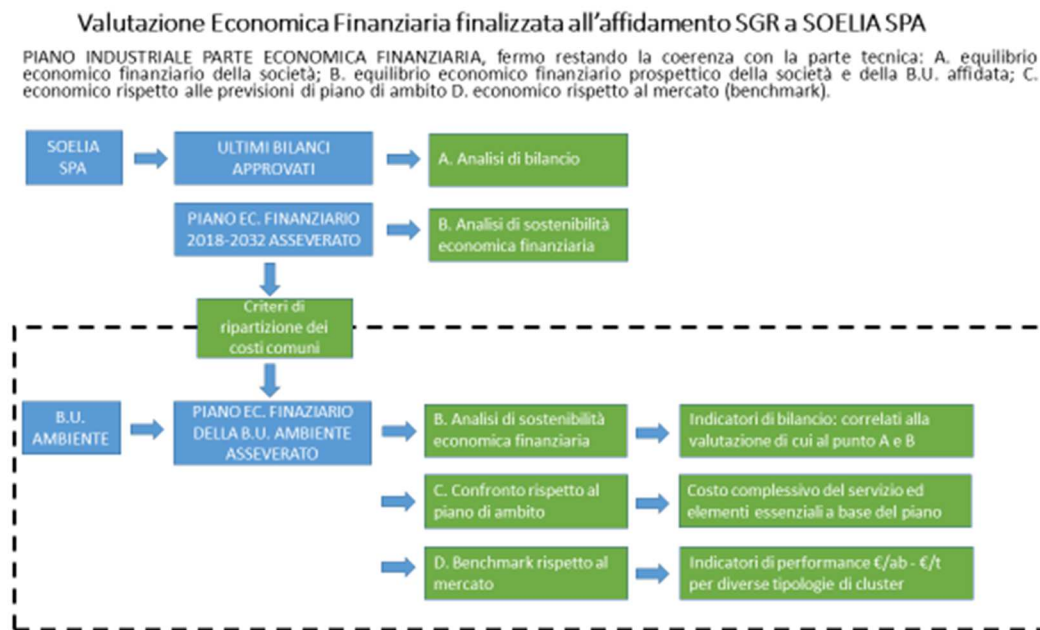 Valutazione Economica Finanziaria finalizzata all'affidamento SGR a SOELIA SPA
PIANO INDUSTRIALE PARTE ECONOMICA FINANZIARIA, fermo restando la coerenza con la parte tecnica: A. equilibrio
economico finanziario della società; B. equilibrio economico finanziario prospettico della società e della B.U. affidata; C.
economico rispetto alle previsioni di piano di ambito D. economico rispetto al mercato (benchmark).
SOELIA
SPA
ULTIMI BILANCI
APPROVATI
A. Analisi di bilancio
PIANO EC. FINANZIARIO
2018-2032 ASSEVERATO
B. Analisi di sostenibilità
economica finanziaria
Criteri di
ripartizione dei
costi comuni
B.U.
AMBIENTE
PIANO EC. FINAZIARIO
DELLA B.U. AMBIENTE
ASSEVERATO
B. Analisi di sostenibilità
economica finanziaria
Indicatori di bilancio: correlati alla
valutazione di cui al punto A e B
C. Confronto rispetto al
piano di ambito
Costo complessivo del servizio ed
elementi essenziali a base del piano
D. Benchmark rispetto al
mercato
Indicatori di performance €/ab - €/t
per diverse tipologie di cluster